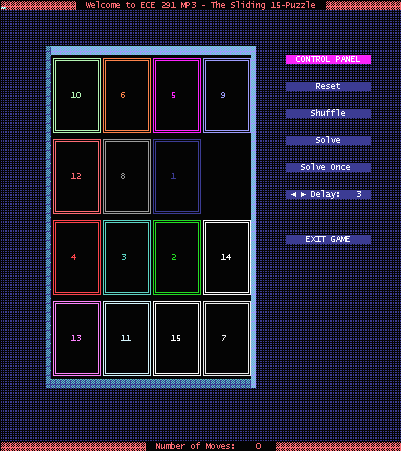 Welcome to ECE 291 MP3 - The Sliding 15-Puzzle
CONTROL PANEL
Reset
Shuffle
Solve
Solve Once
◄ ► Delay: 3
EXIT GAME
10 6 5 9
12 8 1
4 3 2 14
13 11 15 7
Number of Moves: 0